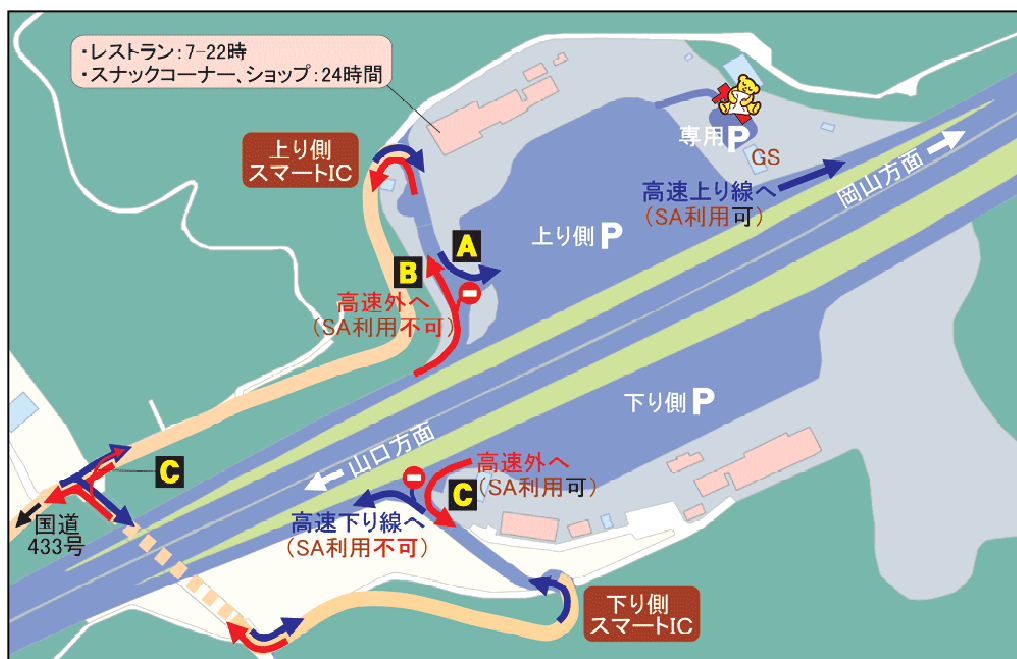 ・レストラン：7-22時
・スナックコーナー、ショップ：24時間
上り側
スマートIC
専用P
GS
高速上り線へ
（SA利用可）
岡山方面
上り側P
A
B
高速外へ
（SA利用不可）
下り側P
山口方面
C
国道
433号
高速外へ
C
（SA利用可）
高速下り線へ
（SA利用不可）
下り側
スマートIC